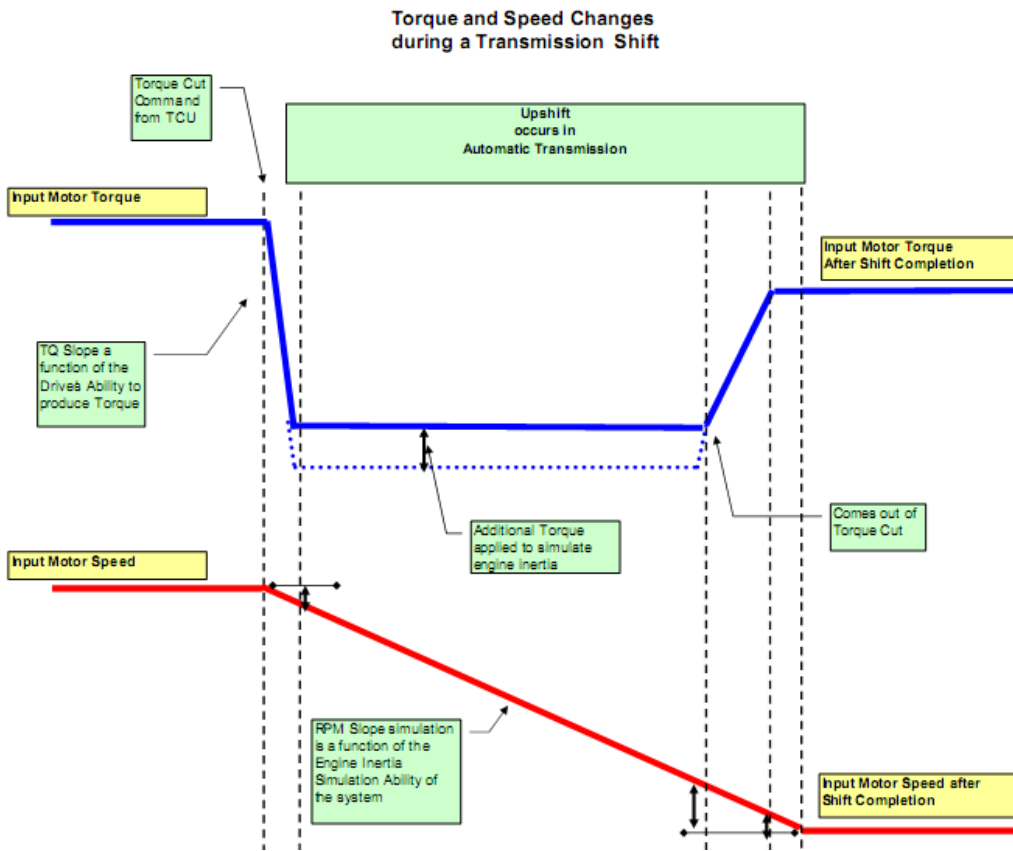 Torque and Speed Changes
during a Transmission Shift
Torque Cut
Command
from TCU
Upshift
occurs in
Automatic Transmission
Input Motor Torque
Input Motor Torque
After Shift Completion
TQ Slope a
function of the
Drive's Ability to
produce Torque
Additional Torque
applied to simulate
engine inertia
Comes out of
Torque Cut
Input Motor Speed
RPM Slope simulation
is a function of the
Engine Inertia
Simulation Ability of
the system
Input Motor Speed after
Shift Completion